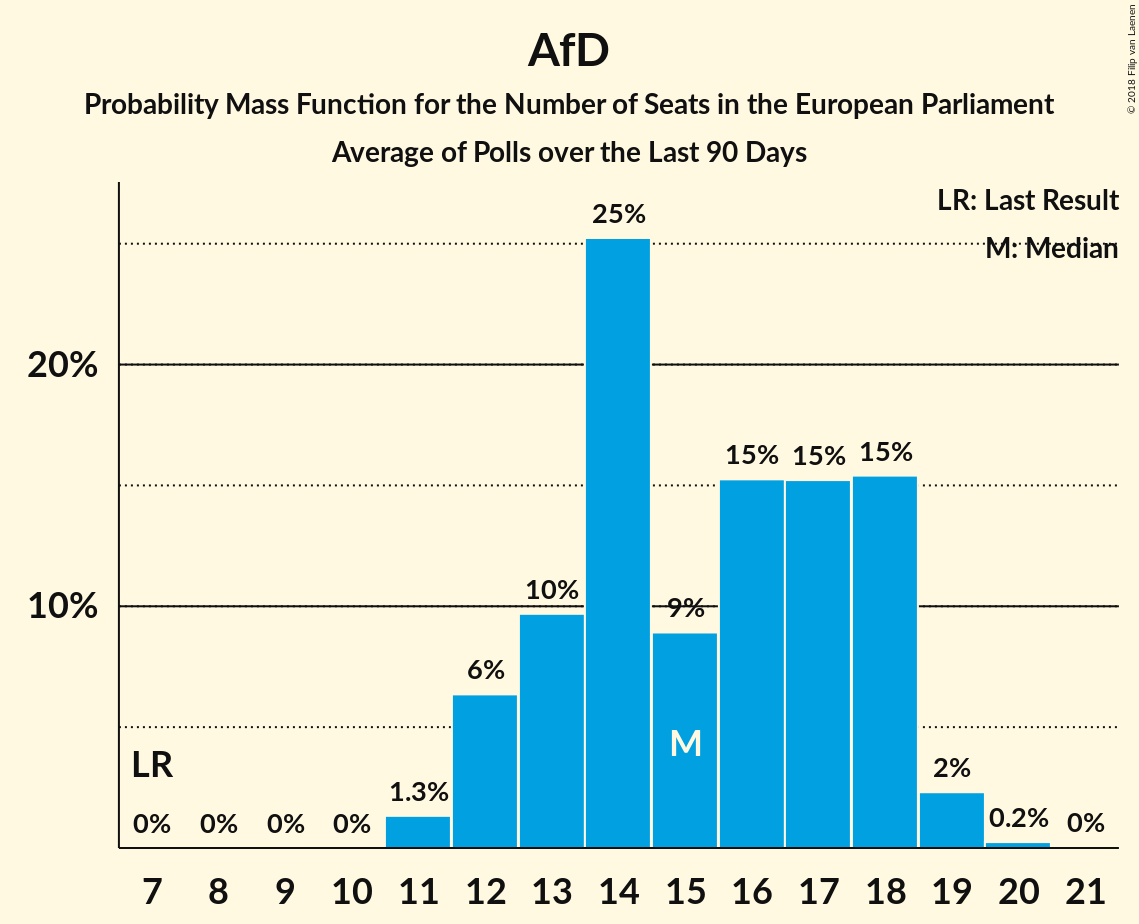 AfD
Probability Mass Function for the Number of Seats in the European Parliament
Average of Polls over the Last 90 Days
© 2018 Filip van Laenen
LR: Last Result
M: Median
20%
10%
25%
15%
15%
15%
10%
9%
6%
M
LR
2%
1.3%
0%
0%
0%
0%
0.2%
0%
7 8 9 10 11 12 13 14 15 16 17 18 19 20 21